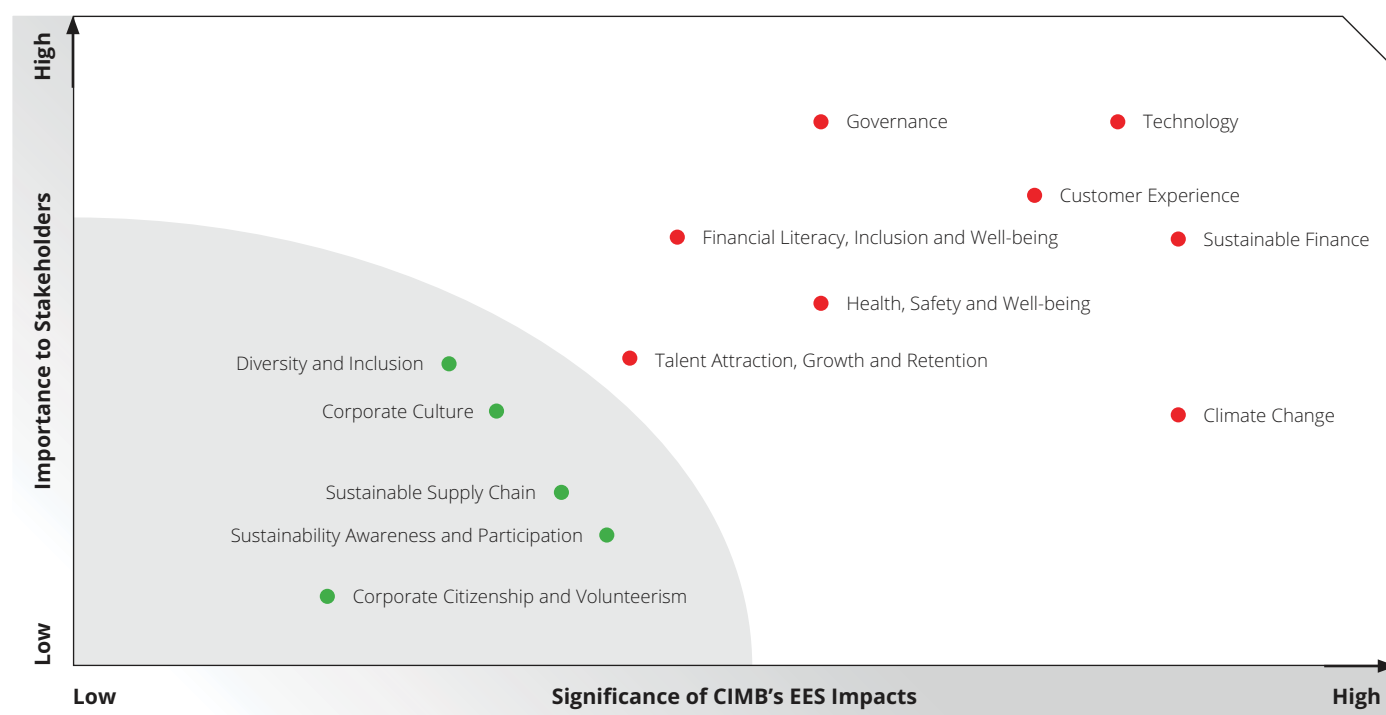 High
Importance to Stakeholders
Low
Governance
Technology
Customer Experience
Financial Literacy, Inclusion and Well-being
Sustainable Finance
Health, Safety and Well-being
Diversity and Inclusion
Talent Attraction, Growth and Retention
Corporate Culture
Climate Change
Sustainable Supply Chain
Sustainability Awareness and Participation
Corporate Citizenship and Volunteerism
Low
Significance of CIMB's EES Impacts
High